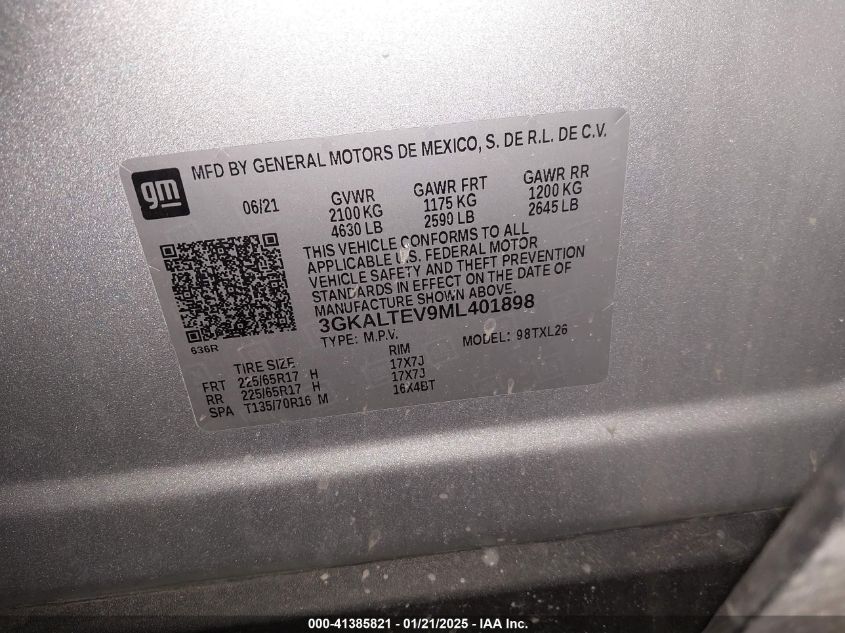 gm
MFD BY GENERAL MOTORS DE MEXICO, S. DE R.L. DE C.V.
06/21
GVWR
2100 KG
4630 LB
GAWR FRT
1175 KG
2590 LB
GAWR RR
1200 KG
2645 LB
THIS VEHICLE CONFORMS TO ALL
APPLICABLE U.S. FEDERAL MOTOR
VEHICLE SAFETY AND THEFT PREVENTION
STANDARDS IN EFFECT ON THE DATE OF
MANUFACTURE SHOWN ABOVE.
3GKALTEV9ML401898
TYPE: M.P.V. MODEL: 98TXL26
636R
TIRE SIZE RIM
FRT 225/65R17 H 17X7J
RR 225/65R17 H 17X7J
SPA T135/70R16 M 16X4BT
000-41385821 / 01/21/2025 - IAA Inc.